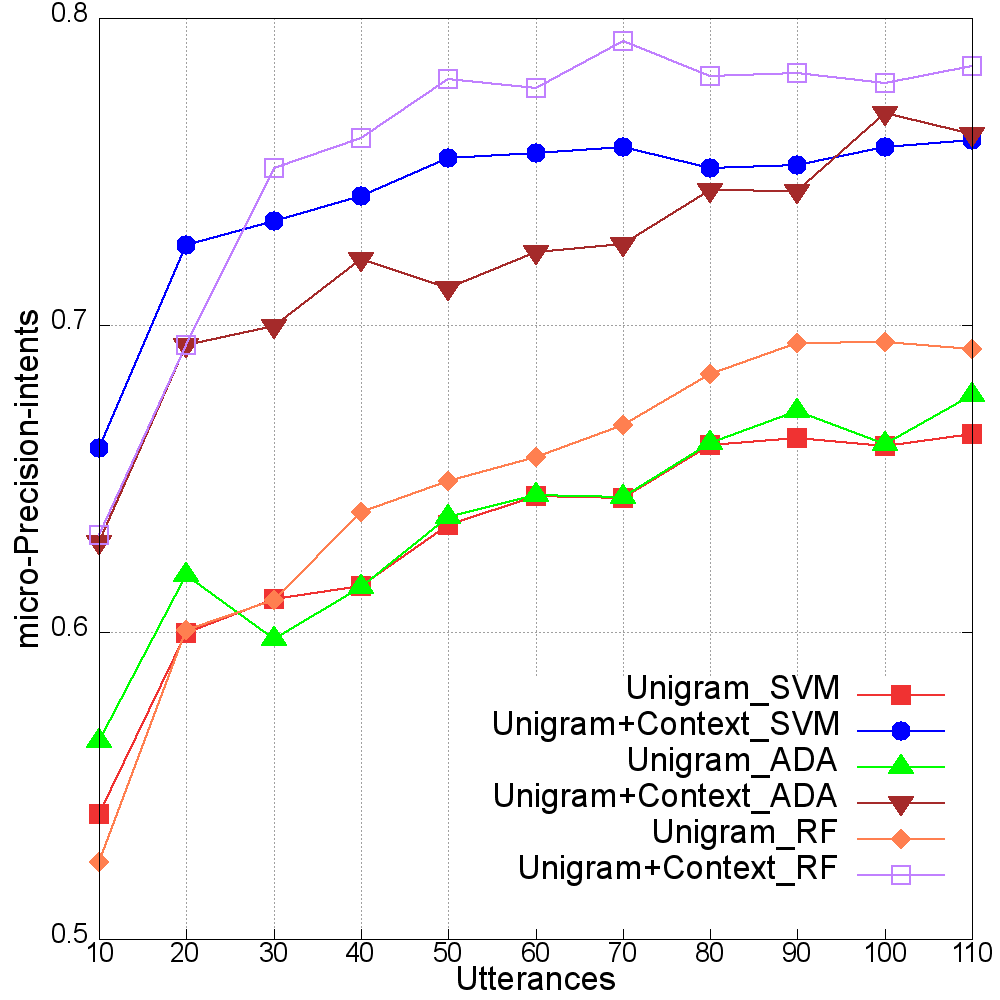 0.8
0.7
0.6
0.5
micro-Precision-intents
Unigram_SVM
Unigram+Context_SVM
Unigram_ADA
Unigram+Context_ADA
Unigram_RF
Unigram+Context_RF
10 20 30 40 50 60 70 80 90 100 110
Utterances